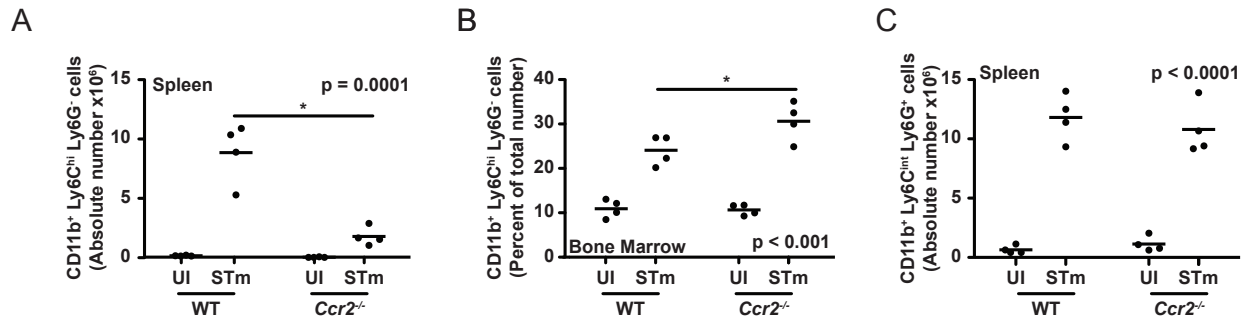 A
CD11b⁺ Ly6Cʰⁱ Ly6G⁻ cells
(Absolute number x10⁶)
15
10
5
0
Spleen
p = 0.0001
*
UI STm UI STm
WT Ccr2⁻/⁻
B
CD11b⁺ Ly6Cʰⁱ Ly6G⁻ cells
(Percent of total number)
40
30
20
10
0
*
Bone Marrow
p < 0.001
UI STm UI STm
WT Ccr2⁻/⁻
C
CD11b⁺ Ly6Cⁱⁿᵗ Ly6G⁺ cells
(Absolute number x10⁶)
15
10
5
0
Spleen
p < 0.0001
UI STm UI STm
WT Ccr2⁻/⁻